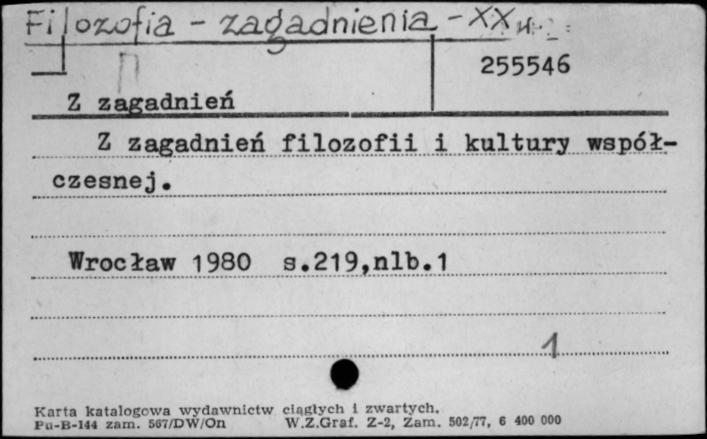 Filozofia - zagadnienia - XX w.
255546
Z zagadnień
Z zagadnień filozofii i kultury współ-
czesnej.
Wrocław 1980 s.219,nlb.1
1
Karta katalogowa wydawnictw ciągłych i zwartych.
Pu-B-144 zam. 567/DW/On W.Z.Graf. Z-2, Zam. 502/77, 6 400 000